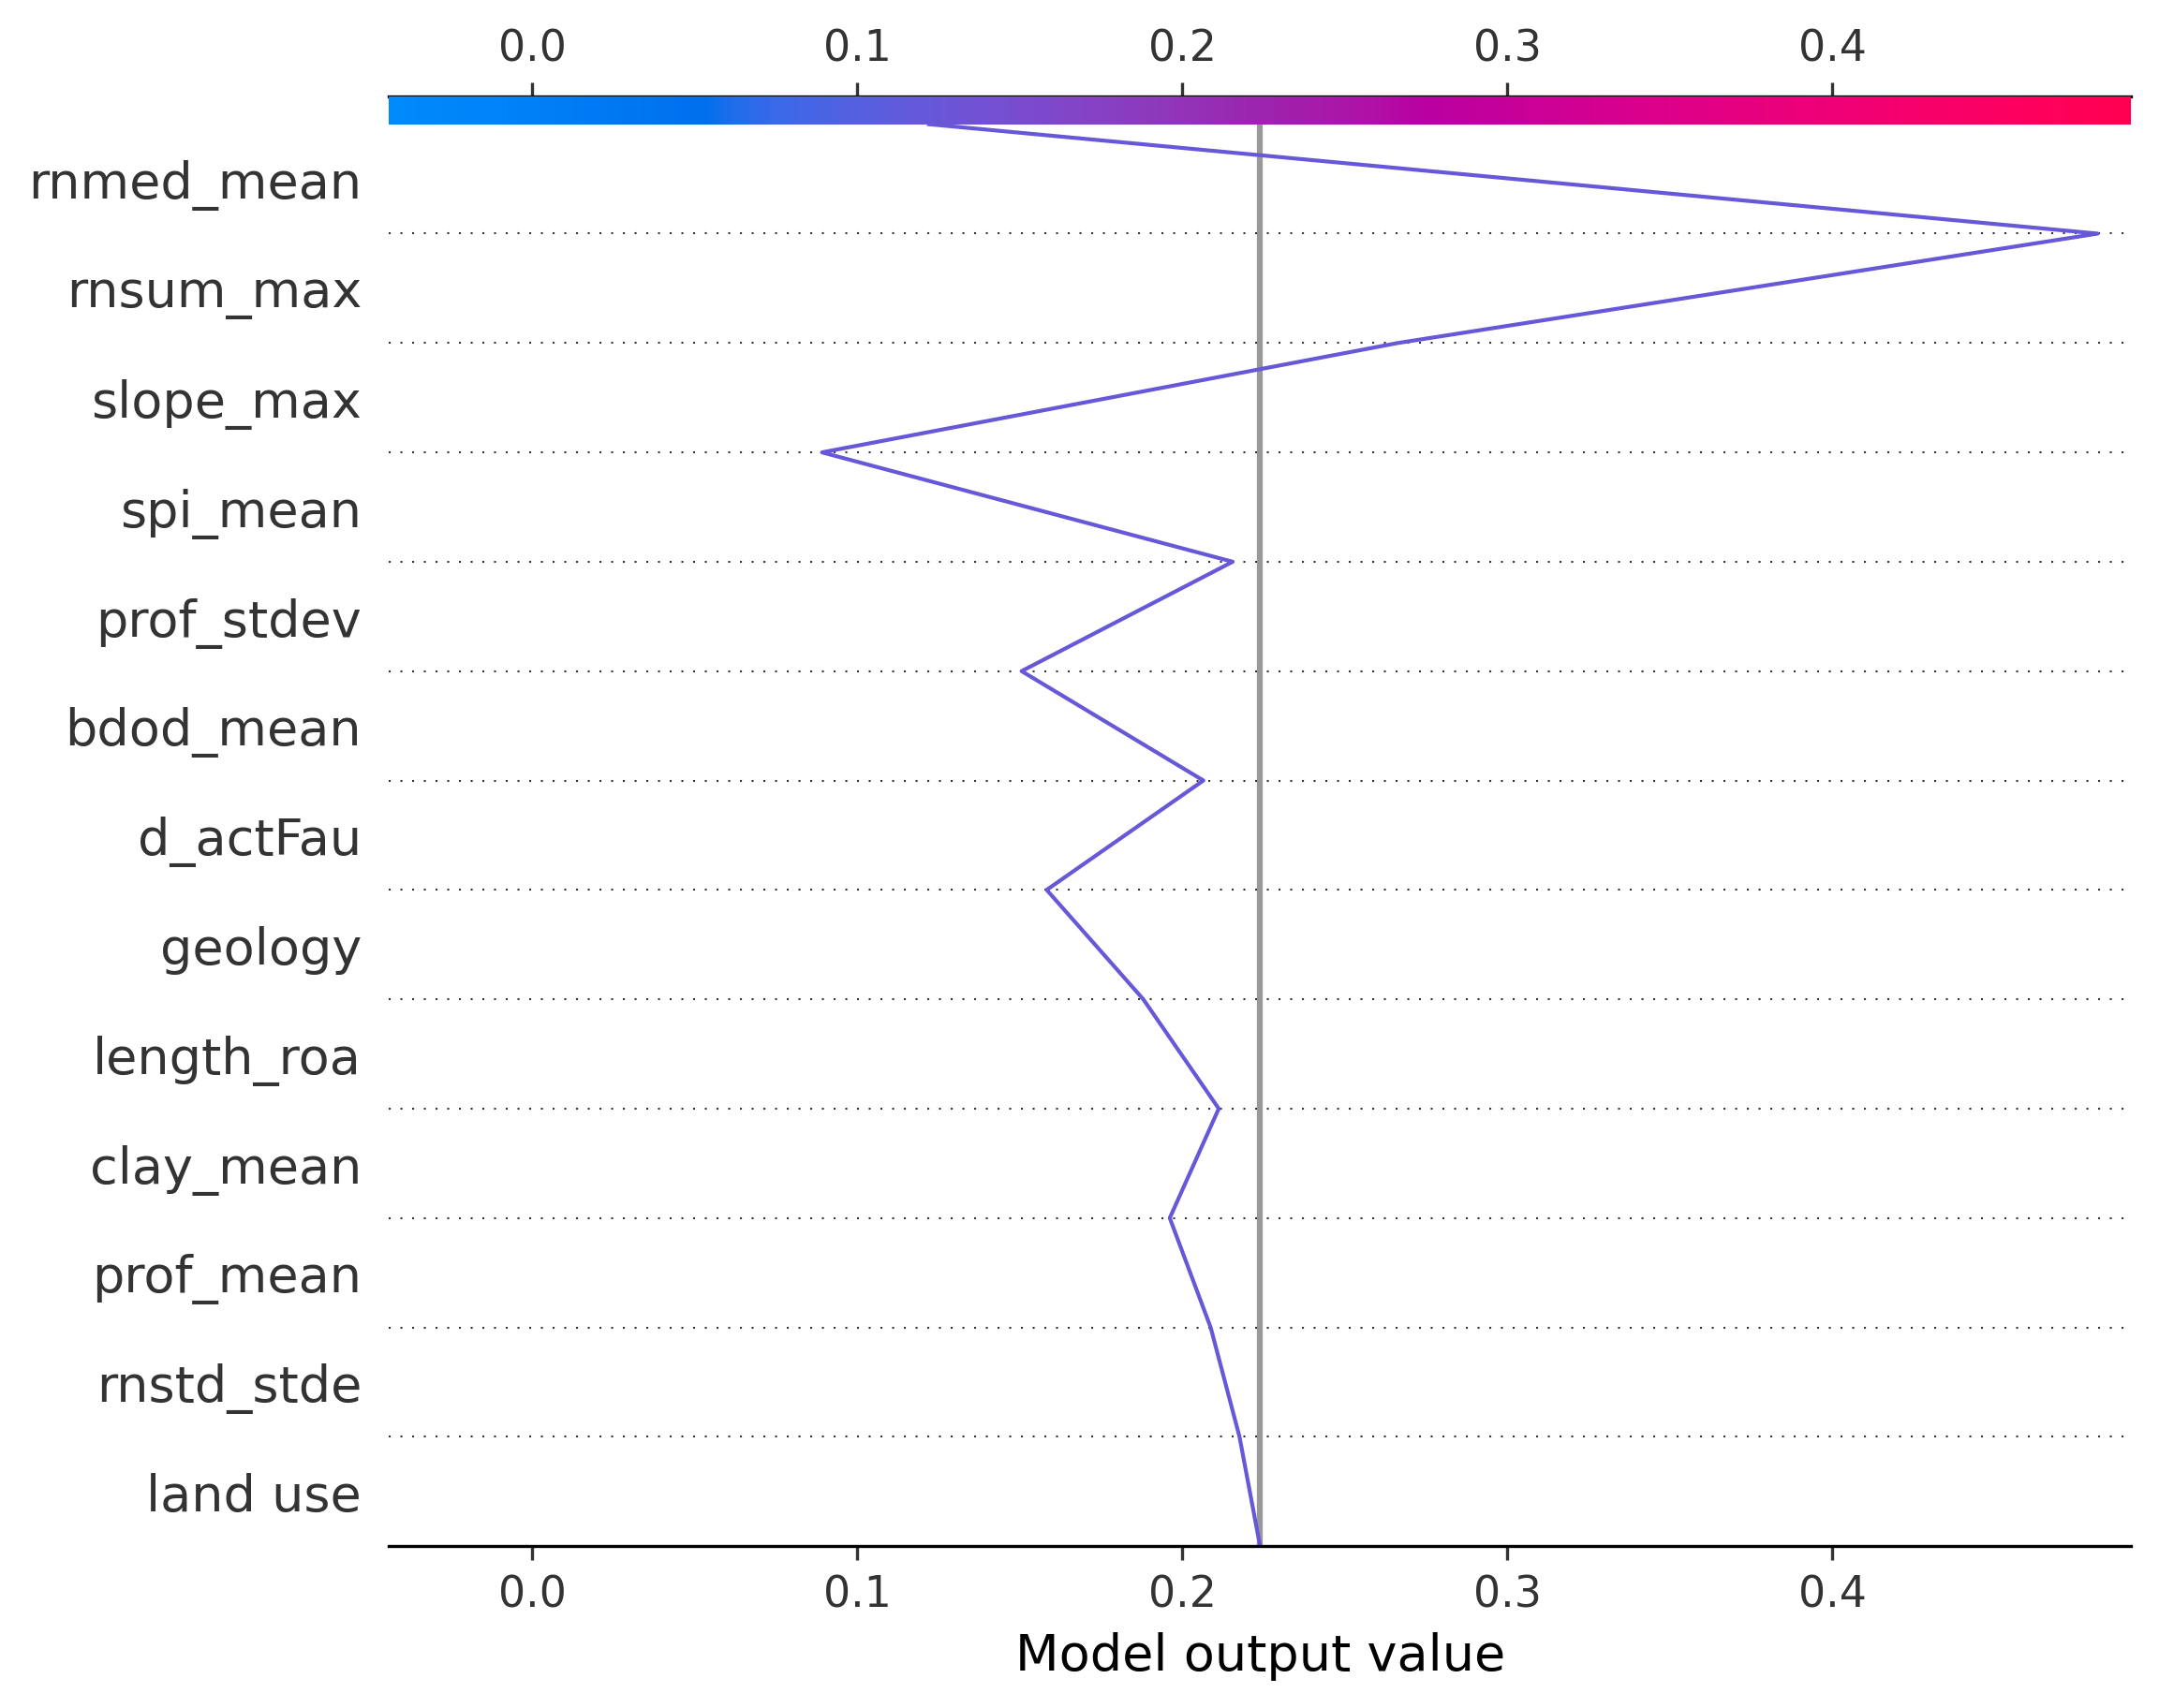 0.0 0.1 0.2 0.3 0.4
rnmed_mean
rnsum_max
slope_max
spi_mean
prof_stdev
bdod_mean
d_actFau
geology
length_roa
clay_mean
prof_mean
rnstd_stde
land use
0.0 0.1 0.2 0.3 0.4
Model output value